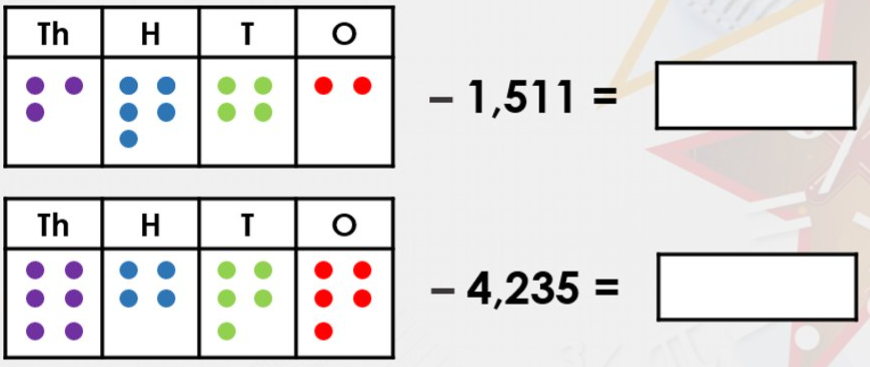 Th H T O
− 1,511 =
Th H T O
− 4,235 =